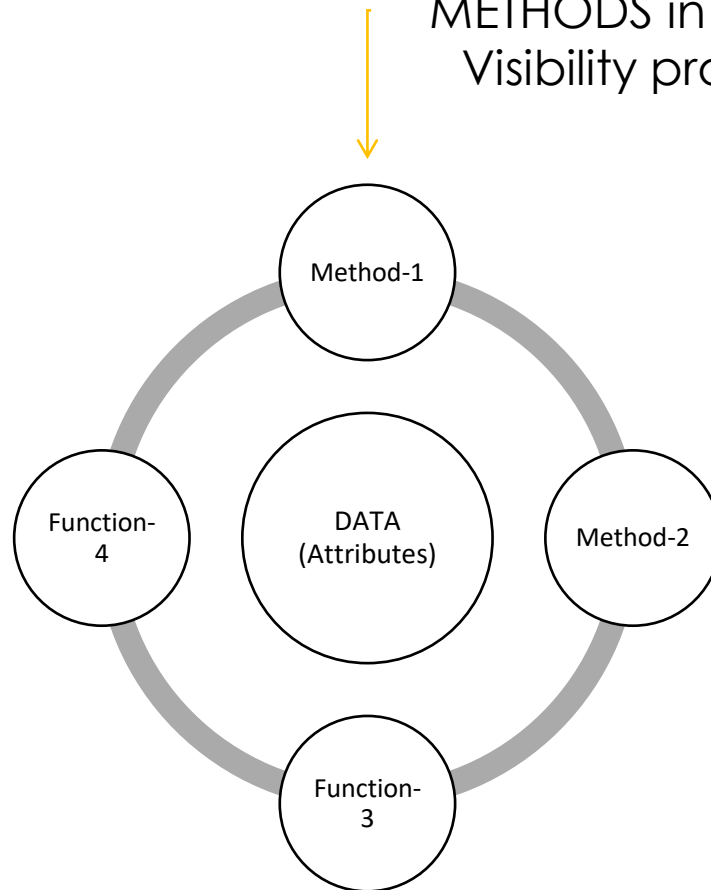 METHODS in
Visibility
Method-1
Function-
4
DATA
(Attributes)
Method-2
Function-
3